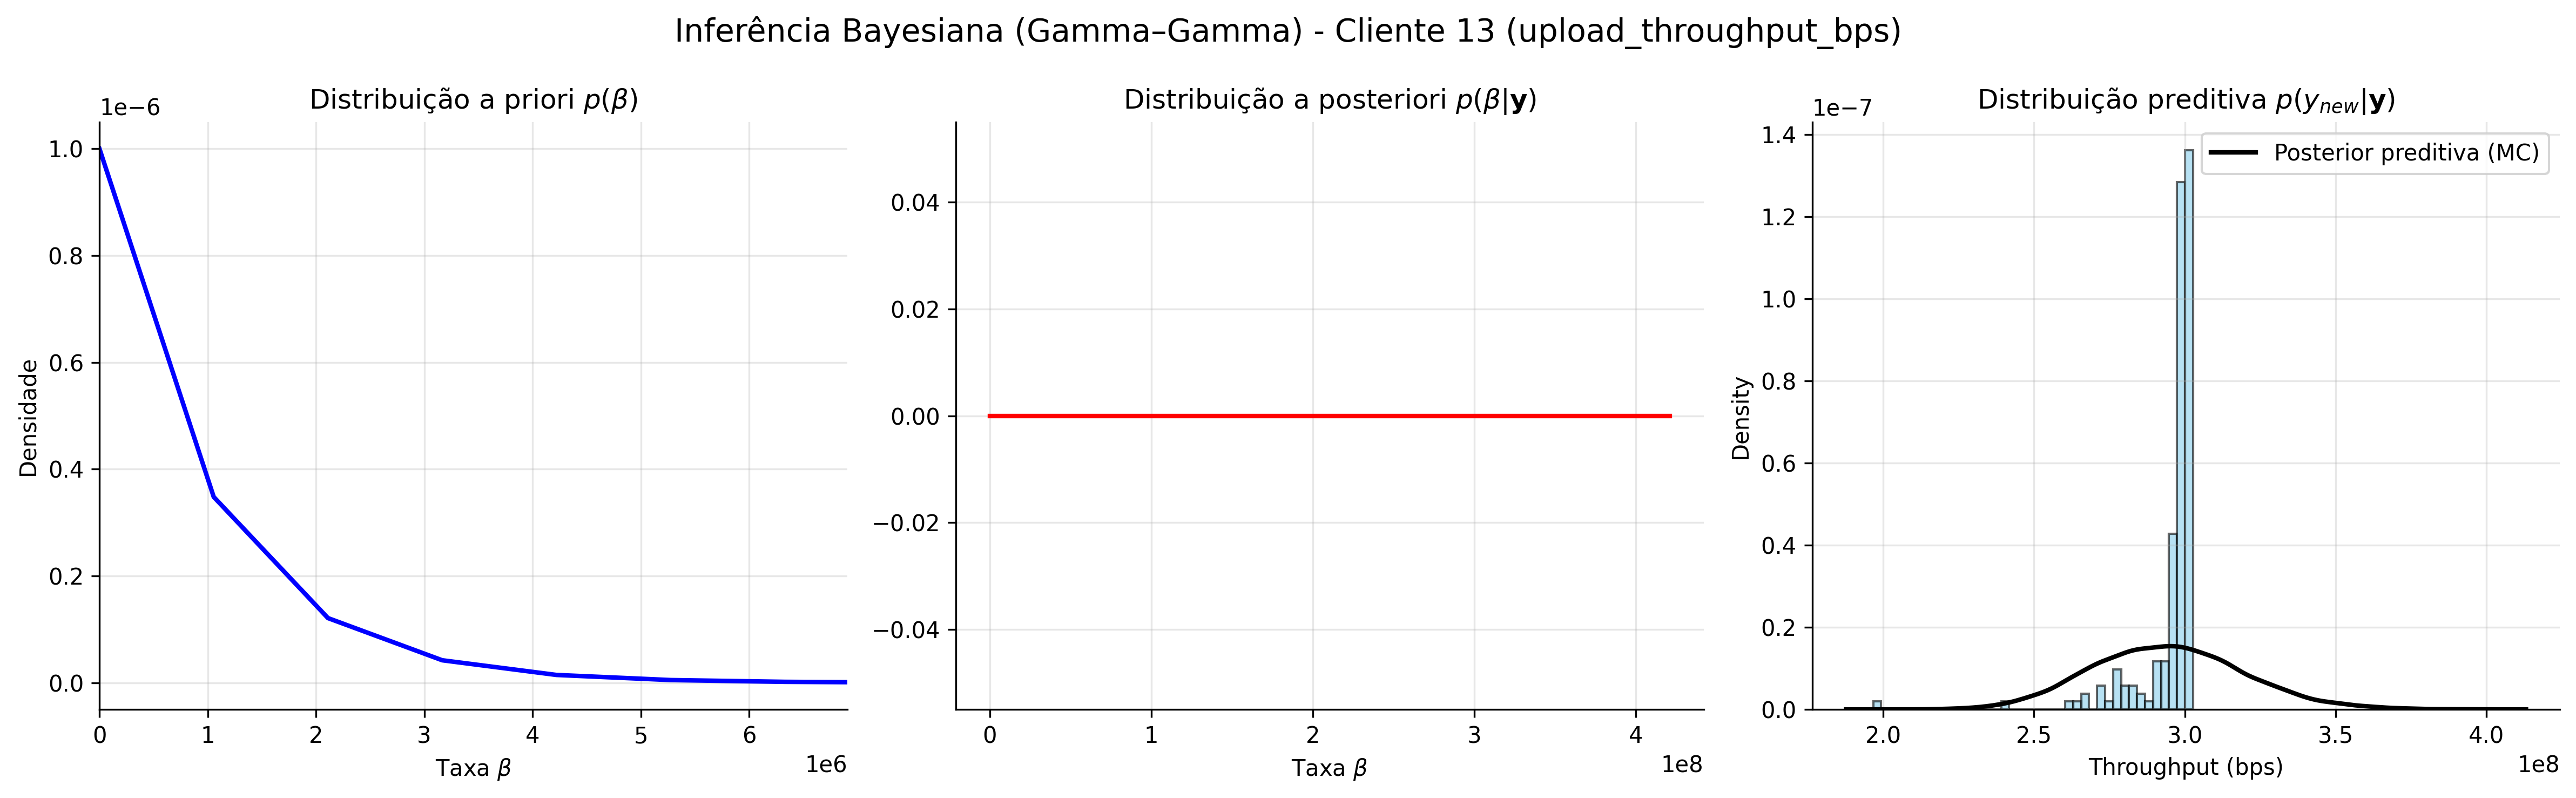 Inferência Bayesiana (Gamma–Gamma) - Cliente 13 (upload_throughput_bps)
Distribuição a priori p(β)
1e−6
1.0
0.8
0.6
0.4
0.2
0.0
Densidade
0 1 2 3 4 5 6
1e6
Taxa β
Distribuição a posteriori p(β|y)
0.04
0.02
0.00
−0.02
−0.04
0 1 2 3 4
1e8
Taxa β
Distribuição preditiva p(y_new|y)
1e−7
Posterior preditiva (MC)
1.4
1.2
1.0
0.8
0.6
0.4
0.2
0.0
Density
2.0 2.5 3.0 3.5 4.0
1e8
Throughput (bps)